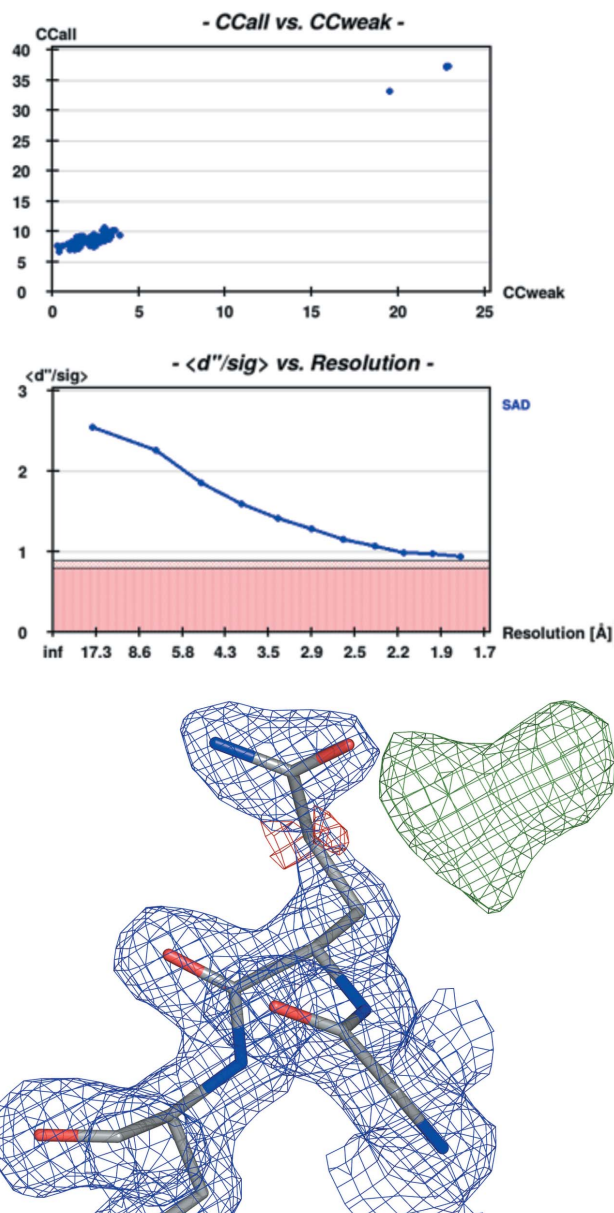 - CCall vs. CCweak -
CCall
40
35
30
25
20
15
10
5
0
0 5 10 15 20 25
CCweak
- <d"/sig> vs. Resolution -
<d"/sig>
SAD
3
2
1
0
inf 17.3 8.6 5.8 4.3 3.5 2.9 2.5 2.2 1.9 1.7
Resolution [Å]